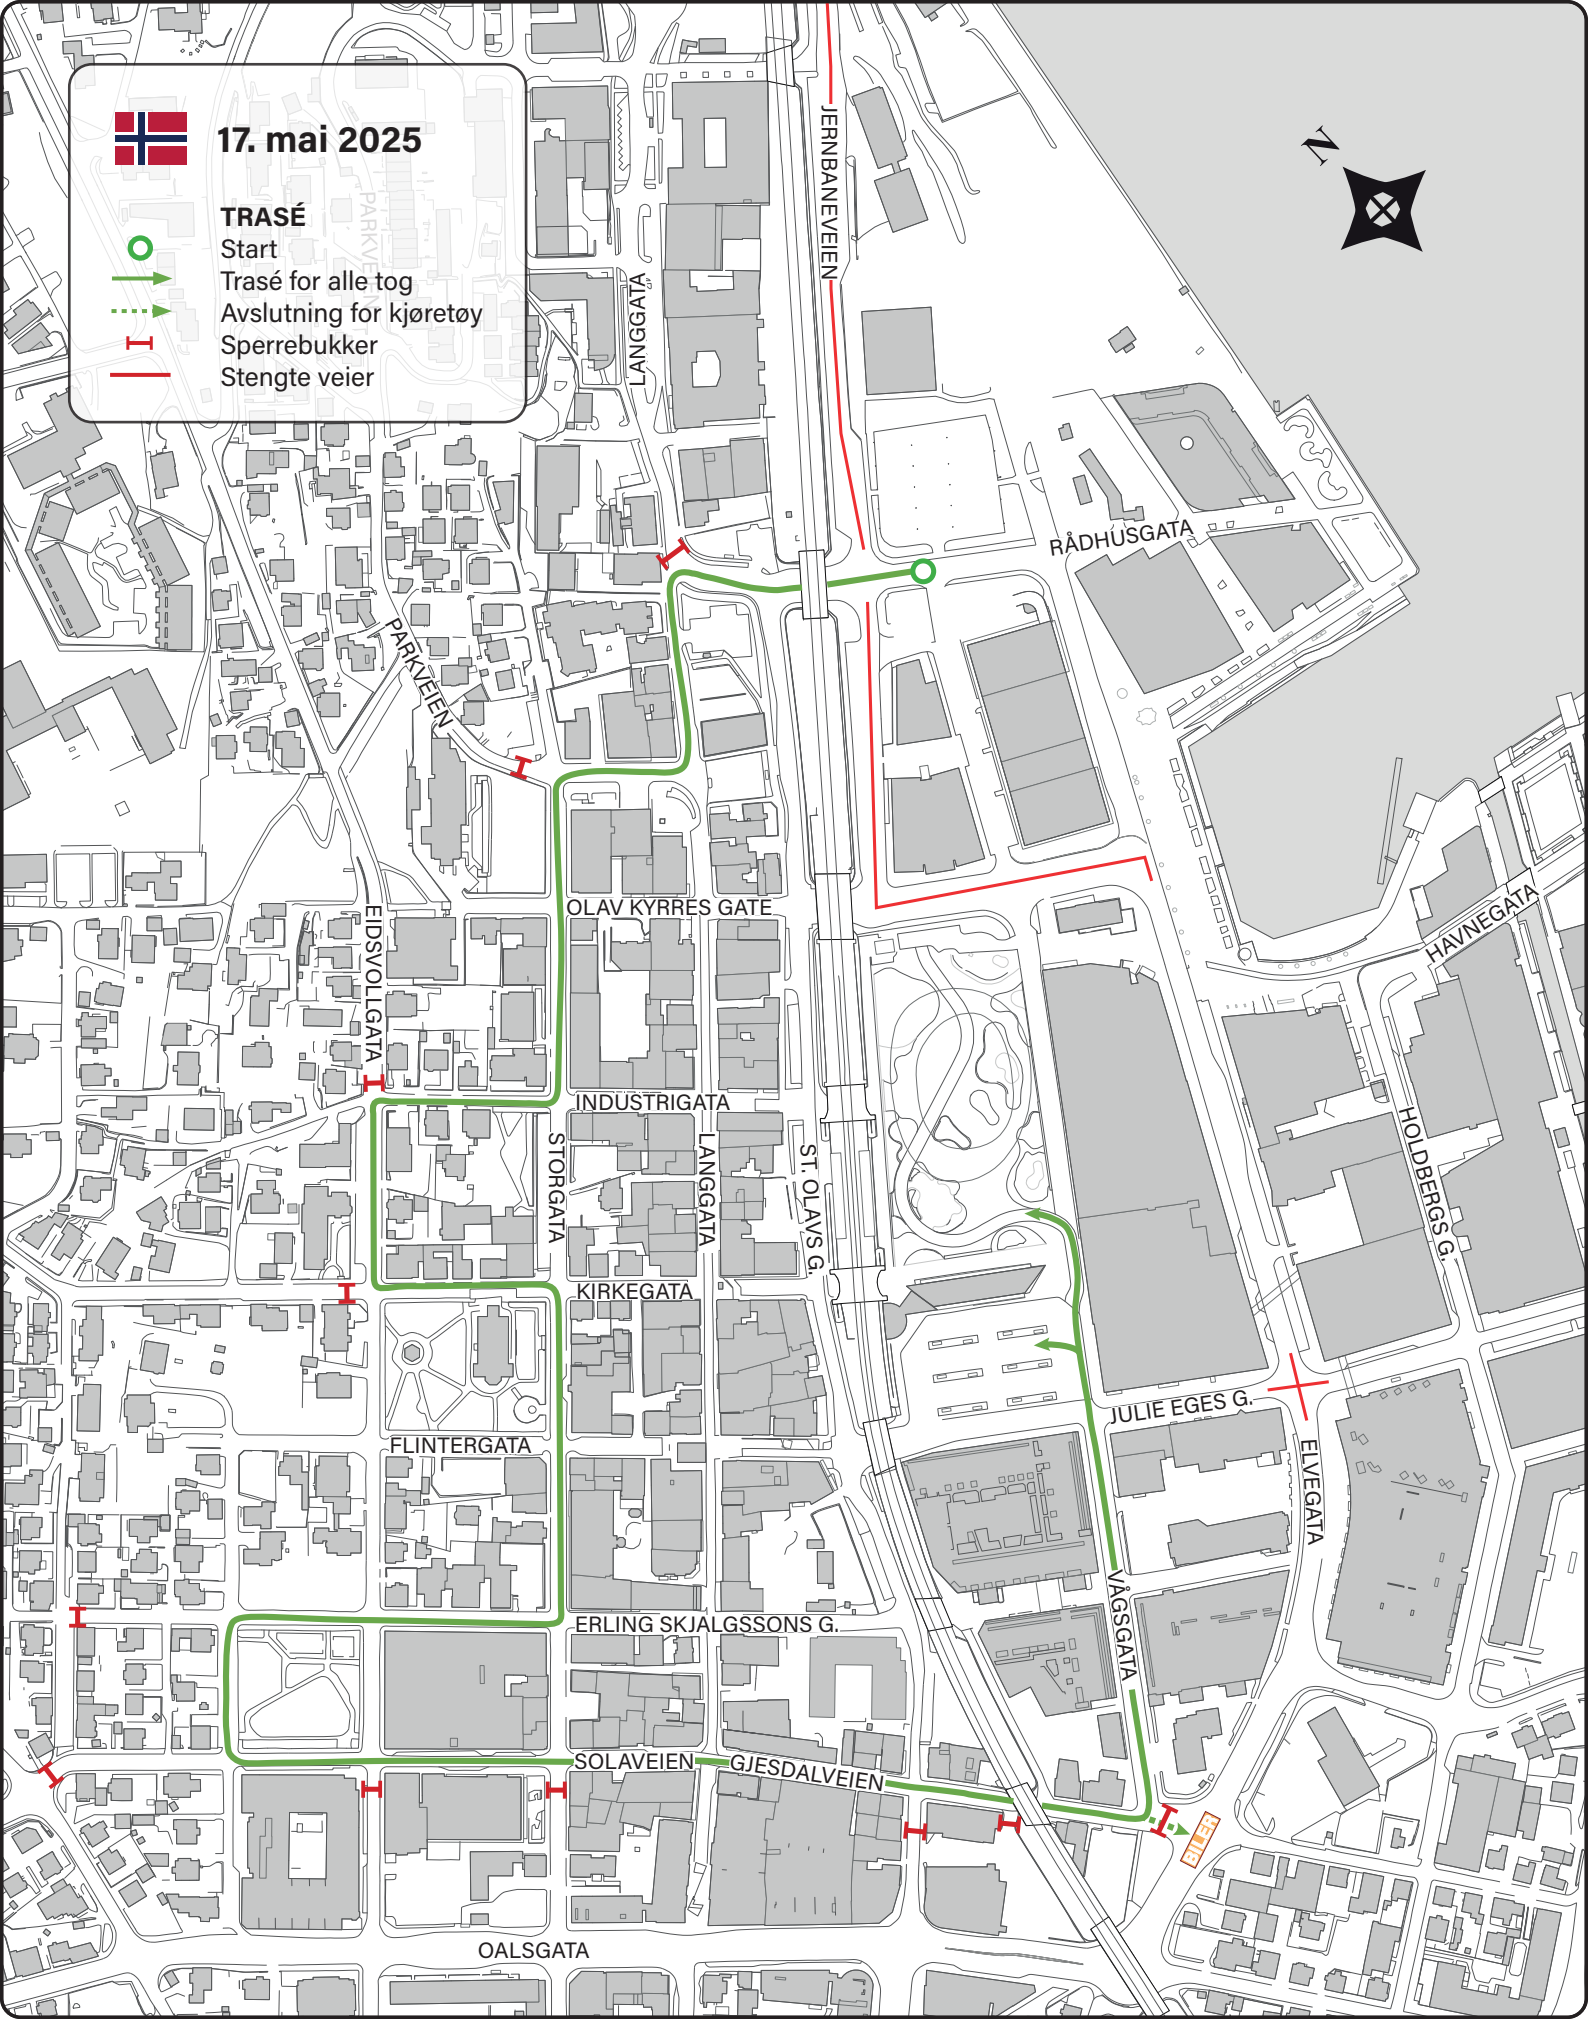 17. mai 2025
TRASÉ
Start
Trasé for alle tog
Avslutning for kjøretøy
Sperrebukker
Stengte veier
N
PARKVEIEN
LANGGATA
JERNBANEVEIEN
RÅDHUSGATA
PARKVEIEN
OLAV KYRRES GATE
HAVNEGATA
EIDSVOLLGATA
INDUSTRIGATA
STORGATA
LANGGATA
ST. OLAVS G.
HOLDBERGS G.
KIRKEGATA
JULIE EGES G.
FLINTERGATA
ELVEGATA
VÅGSGATA
ERLING SKJALGSSONS G.
SOLAVEIEN
GJESDALVEIEN
BILER
OALSGATA